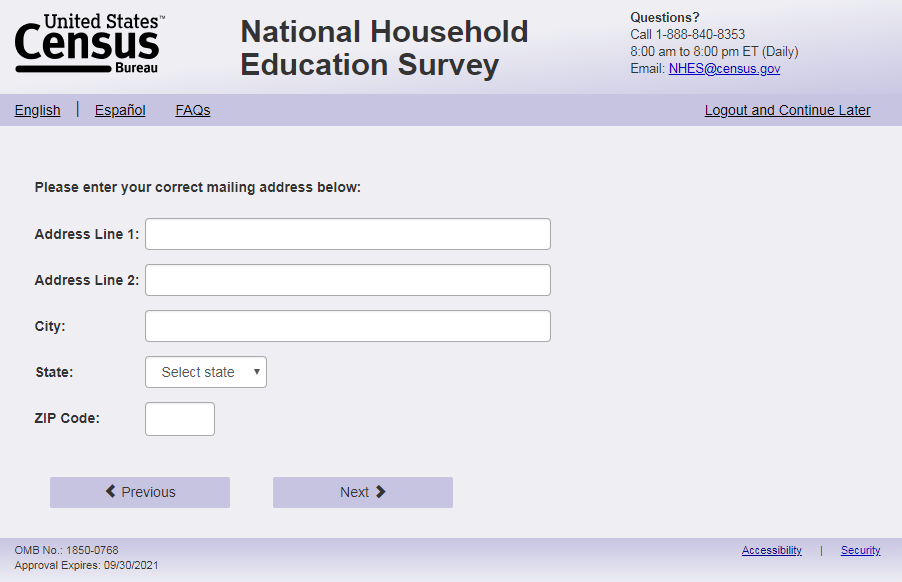 United States™
Census
Bureau
National Household
Education Survey
Questions?
Call 1-888-840-8353
8:00 am to 8:00 pm ET (Daily)
Email: NHES@census.gov
English | Español FAQs Logout and Continue Later
Please enter your correct mailing address below:
Address Line 1:
Address Line 2:
City:
State: Select state
ZIP Code:
Previous Next
OMB No.: 1850-0768 Accessibility | Security
Approval Expires: 09/30/2021